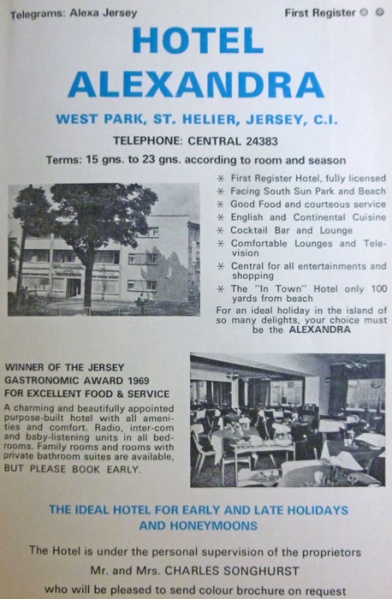 Telegrams: Alexa Jersey
First Register
HOTEL
ALEXANDRA
WEST PARK, ST. HELIER, JERSEY, C.I.
TELEPHONE: CENTRAL 24383
Terms: 15 gns. to 23 gns. according to room and season
* First Register Hotel, fully licensed
* Facing South Sun Park and Beach
* Good Food and courteous service
* English and Continental Cuisine
* Cocktail Bar and Lounge
* Comfortable Lounges and Tele-
vision
* Central for all entertainments and
shopping
* The "In Town" Hotel only 100
yards from beach
For an ideal holiday in the island of
so many delights, your choice must
be the ALEXANDRA
WINNER OF THE JERSEY
GASTRONOMIC AWARD 1969
FOR EXCELLENT FOOD & SERVICE
A charming and beautifully appointed
purpose-built hotel with all ameni-
ties and comfort. Radio, inter-com
and baby-listening units in all bed-
rooms. Family rooms and rooms with
private bathroom suites are available,
BUT PLEASE BOOK EARLY.
THE IDEAL HOTEL FOR EARLY AND LATE HOLIDAYS
AND HONEYMOONS
The Hotel is under the personal supervision of the proprietors
Mr. and Mrs. CHARLES SONGHURST
who will be pleased to send colour brochure on request